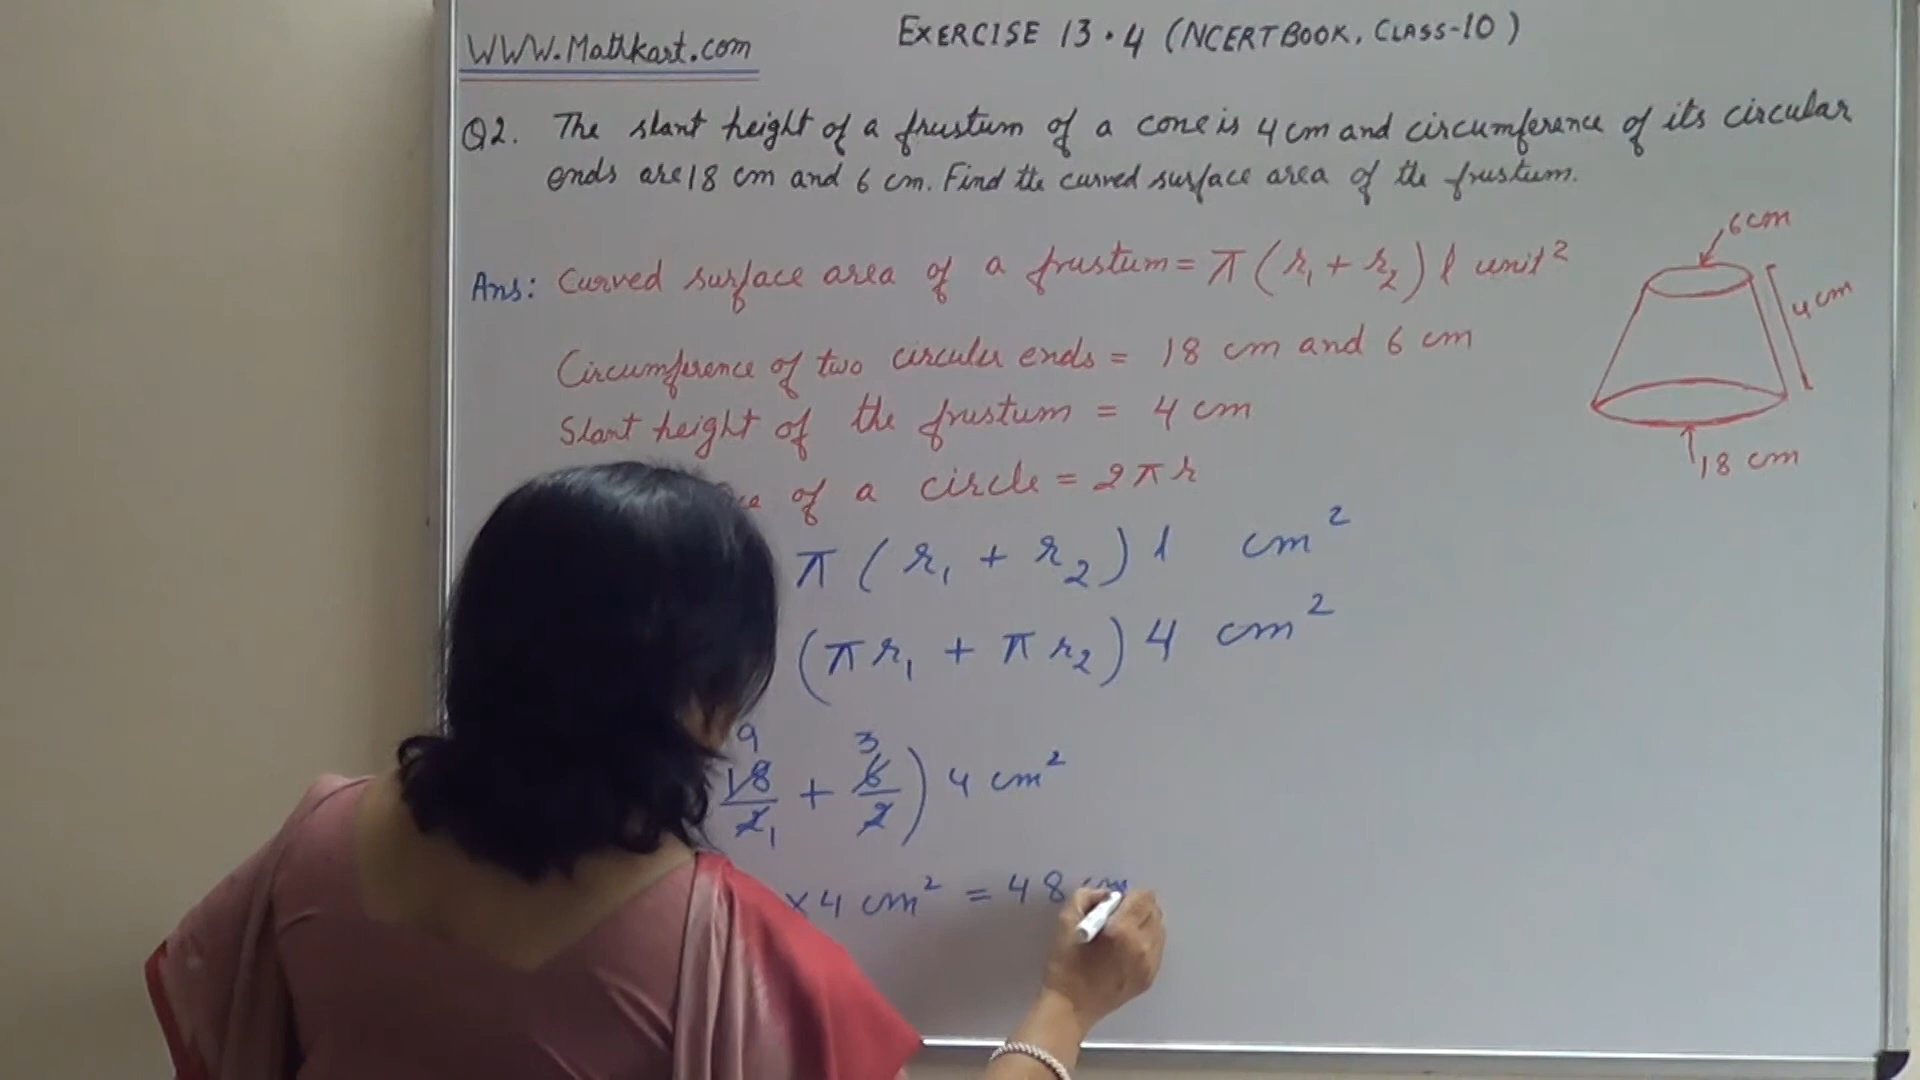 WWW.Mathkart.com
EXERCISE 13.4 (NCERT BOOK, CLASS-10)
Q2. The slant height of a frustum of a cone is 4 cm and circumference of its circular
ends are 18 cm and 6 cm. Find the curved surface area of the frustum.
Ans: Curved surface area of a frustum = π (r₁ + r₂) l unit²
Circumference of two circular ends = 18 cm and 6 cm
Slant height of the frustum = 4 cm
of a circle = 2πr
π (r₁ + r₂) l cm²
(πr₁ + πr₂) 4 cm²
9 3
18/2 1 + 6/2) 4 cm²
×4 cm² = 48 cm
6 cm
4 cm
18 cm